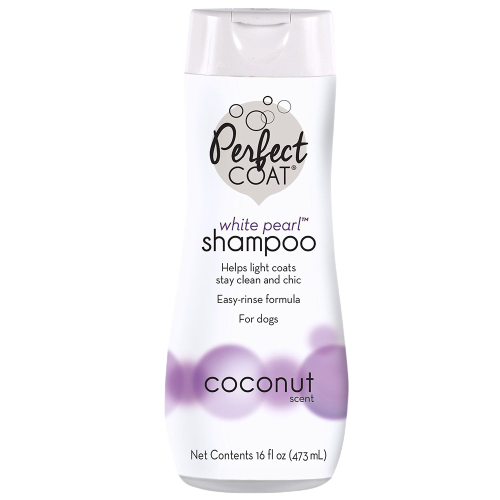 Perfect
COAT®
white pearl™
shampoo
Helps light coats
stay clean and chic
Easy-rinse formula
For dogs
coconut
scent
Net Contents 16 fl oz (473 mL)